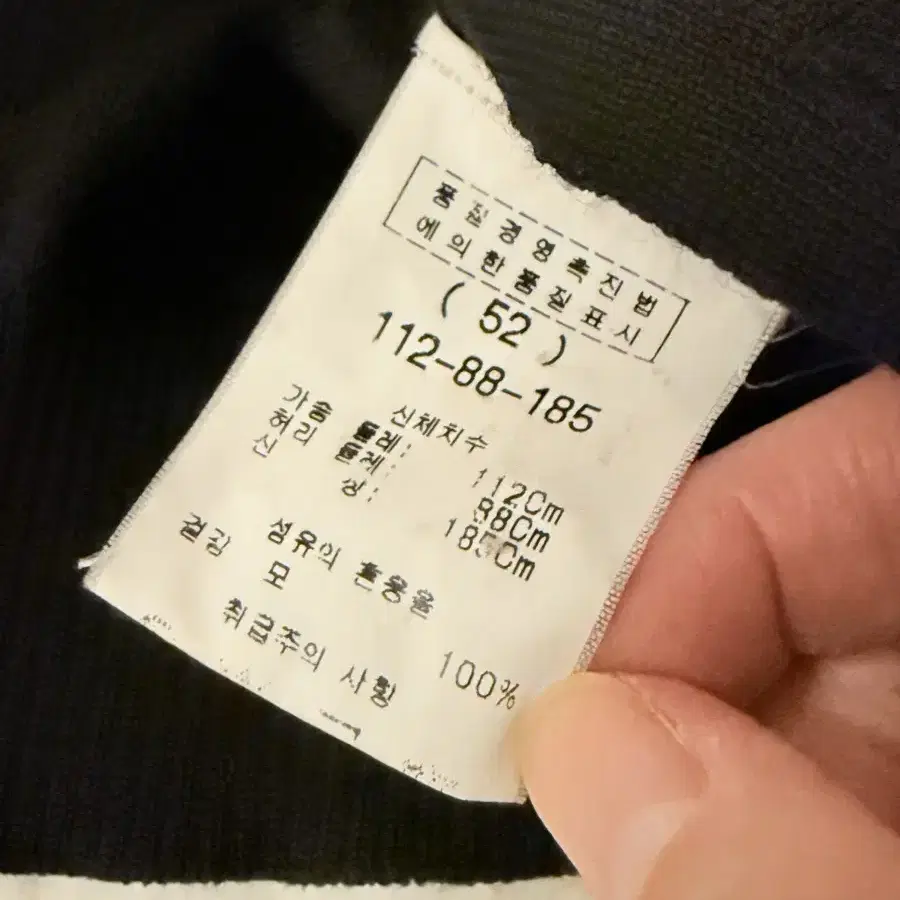 품질경영촉진법
에의한품질표시
( 52 )
112-88-185
신체치수
가슴 둘레: 112Cm
허리 둘레: 88Cm
신 장: 185Cm
섬유의 혼용율
겉감 모 100%
취급주의 사항